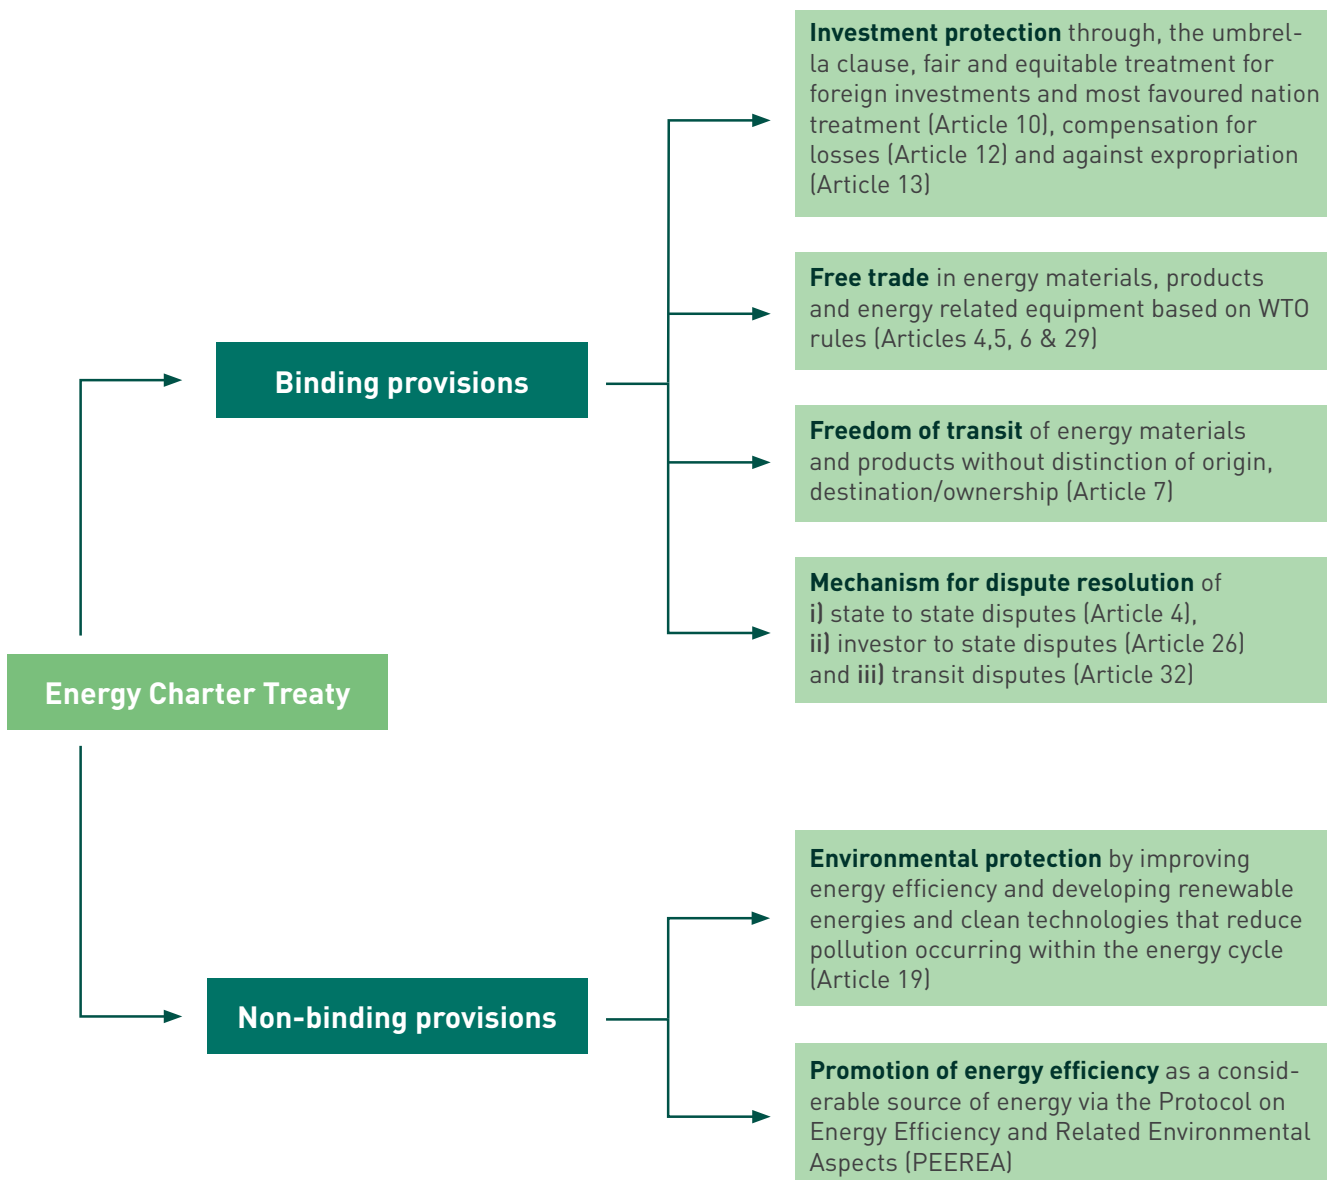 Investment protection through, the umbrel-
la clause, fair and equitable treatment for
foreign investments and most favoured nation
treatment (Article 10), compensation for
losses (Article 12) and against expropriation
(Article 13)
Free trade in energy materials, products
and energy related equipment based on WTO
rules (Articles 4,5, 6 & 29)
Binding provisions
Freedom of transit of energy materials
and products without distinction of origin,
destination/ownership (Article 7)
Mechanism for dispute resolution of
i) state to state disputes (Article 4),
ii) investor to state disputes (Article 26)
and iii) transit disputes (Article 32)
Energy Charter Treaty
Environmental protection by improving
energy efficiency and developing renewable
energies and clean technologies that reduce
pollution occurring within the energy cycle
(Article 19)
Non-binding provisions
Promotion of energy efficiency as a consid-
erable source of energy via the Protocol on
Energy Efficiency and Related Environmental
Aspects (PEEREA)